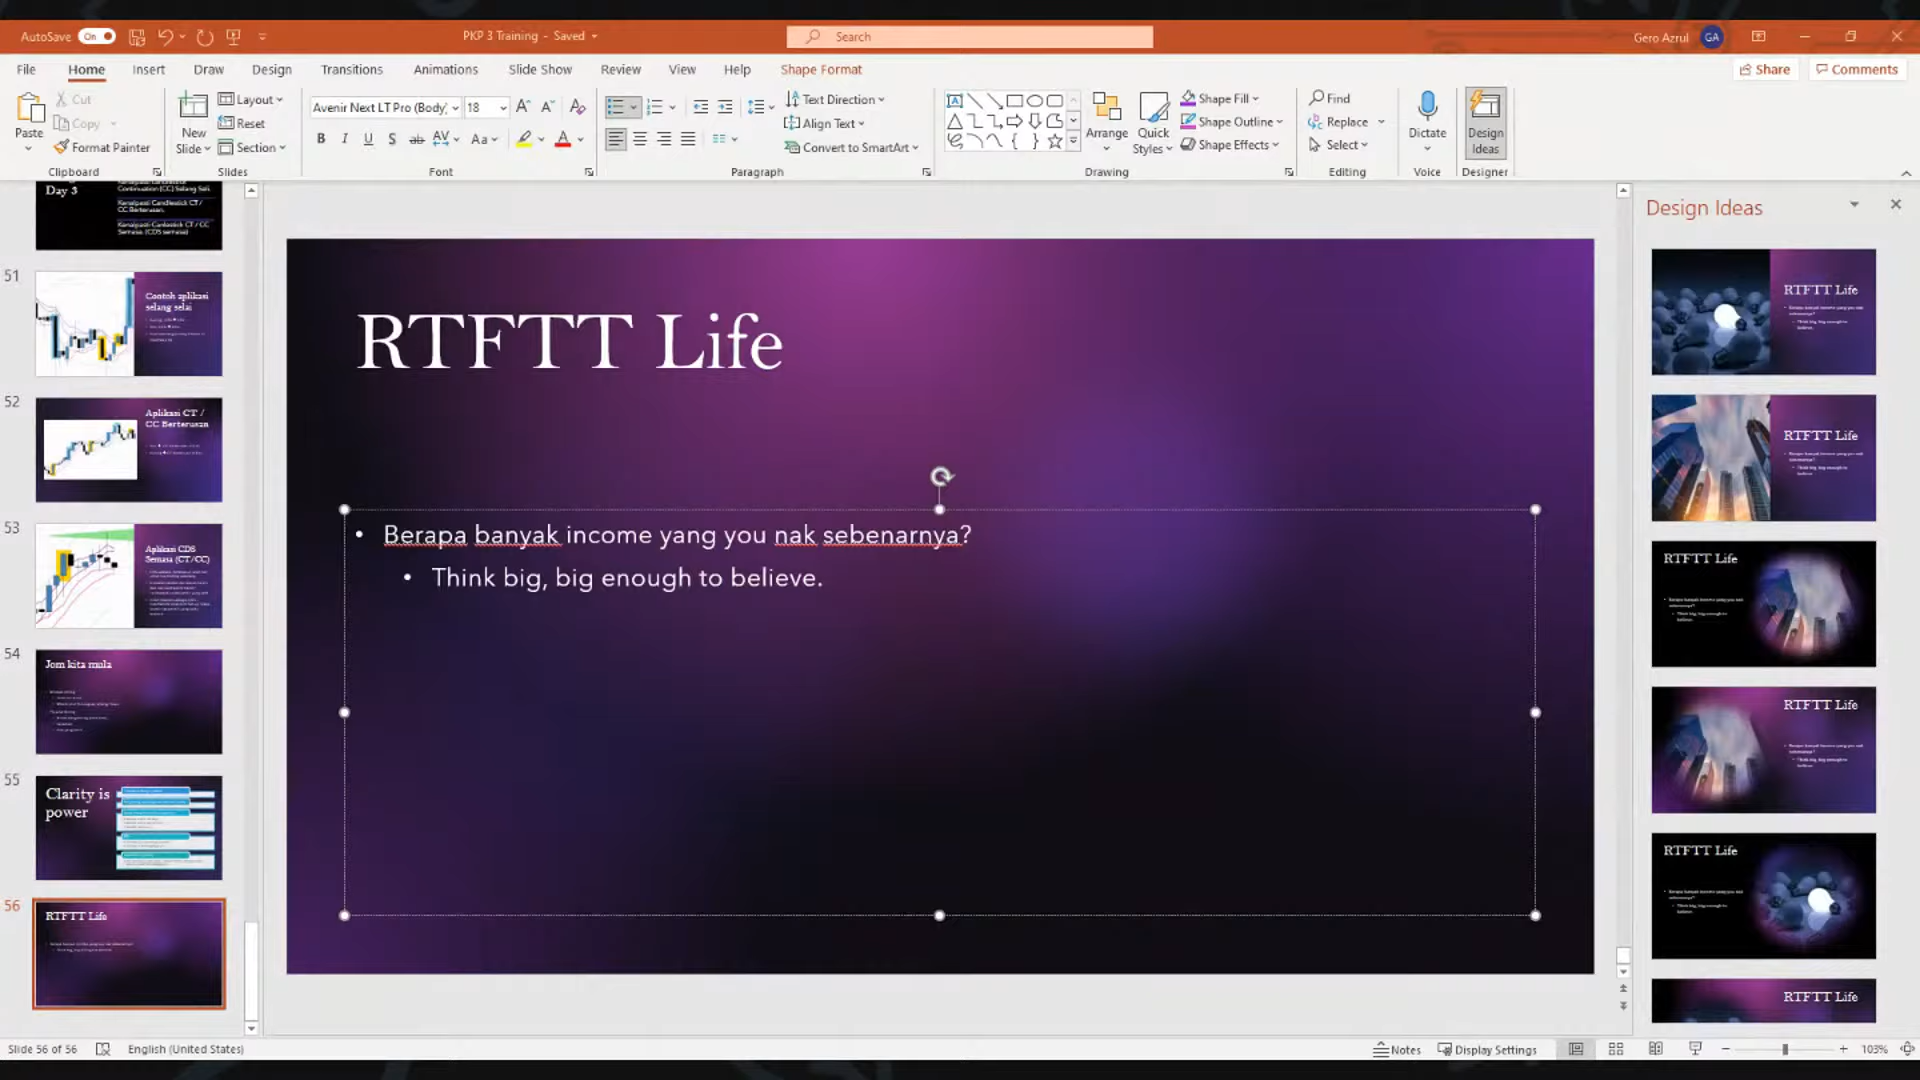 AutoSave On PKP 3 Training - Saved Search Gero Azrul GA
File Home Insert Draw Design Transitions Animations Slide Show Review View Help Shape Format Share Comments
Paste Cut Copy Format Painter Clipboard
New Slide Layout Reset Section Slides
Avenir Next LT Pro (Body) 18 Font
Text Direction Align Text Convert to SmartArt Paragraph
Arrange Quick Styles Shape Fill Shape Outline Shape Effects Drawing
Find Replace Select Editing
Dictate Voice
Design Ideas Designer
Day 3
51
Contoh aplikasi
selang selai
52
Aplikasi CT /
CC Berterusan
53
Aplikasi CDS
Semasa (CT/CC)
54
Jom kita mula
55
Clarity is
power
56
RTFTT Life
RTFTT Life
• Berapa banyak income yang you nak sebenarnya?
• Think big, big enough to believe.
Design Ideas
RTFTT Life
RTFTT Life
RTFTT Life
RTFTT Life
RTFTT Life
RTFTT Life
Slide 56 of 56 English (United States) Notes Display Settings 103%